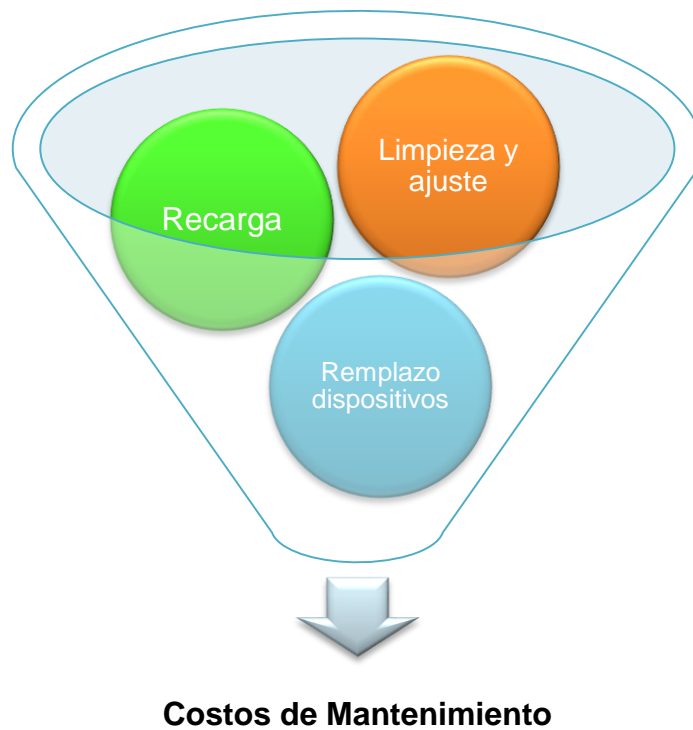 Limpieza y
ajuste
Recarga
Remplazo
dispositivos
Costos de Mantenimiento